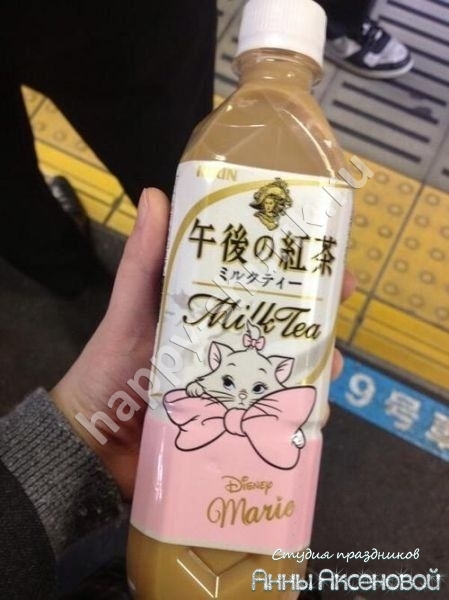 KIRIN
午後の紅茶
ミルクティー
Milk Tea
Disney
Marie
9号車
Студия праздников
Анны Аксеновой